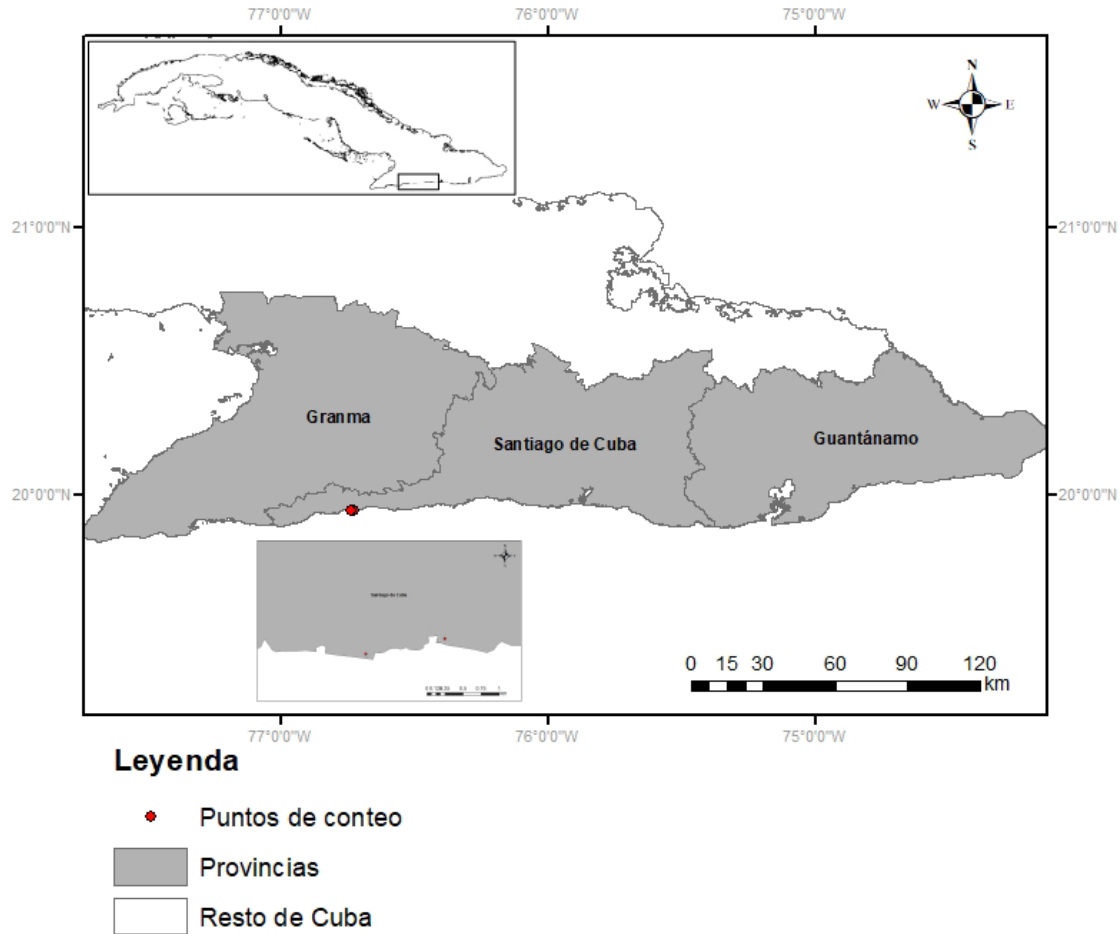 77°0'0"W 76°0'0"W 75°0'0"W
N
W E
S
21°0'0"N 21°0'0"N
Granma
Santiago de Cuba
Guantánamo
20°0'0"N 20°0'0"N
Santiago de Cuba
0 15 30 60 90 120
km
77°0'0"W 76°0'0"W 75°0'0"W
Leyenda
Puntos de conteo
Provincias
Resto de Cuba